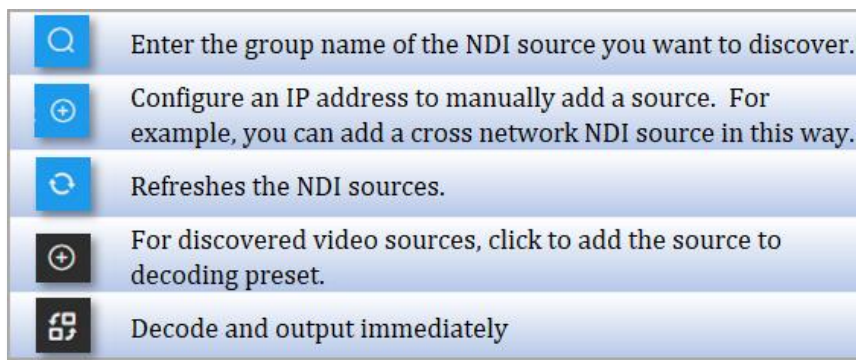 Enter the group name of the NDI source you want to discover.
Configure an IP address to manually add a source.  For
example, you can add a cross network NDI source in this way.
Refreshes the NDI sources.
For discovered video sources, click to add the source to
decoding preset.
Decode and output immediately